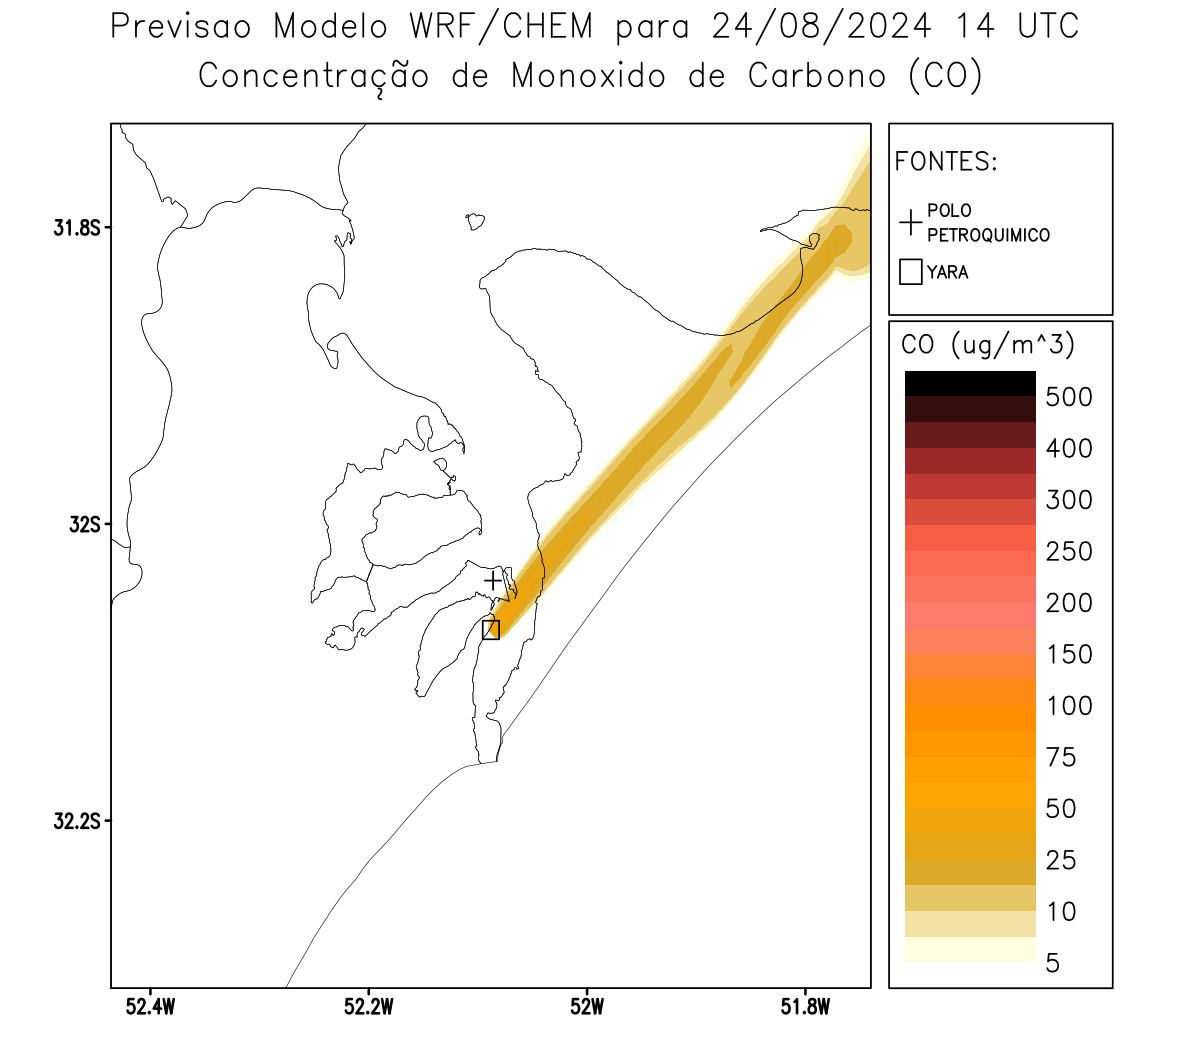 Previsao Modelo WRF/CHEM para 24/08/2024 14 UTC
Concentração de Monoxido de Carbono (CO)
FONTES:
POLO
PETROQUIMICO
YARA
CO (ug/m^3)
500
400
300
250
200
150
100
75
50
25
10
5
31.8S
32S
32.2S
52.4W
52.2W
52W
51.8W